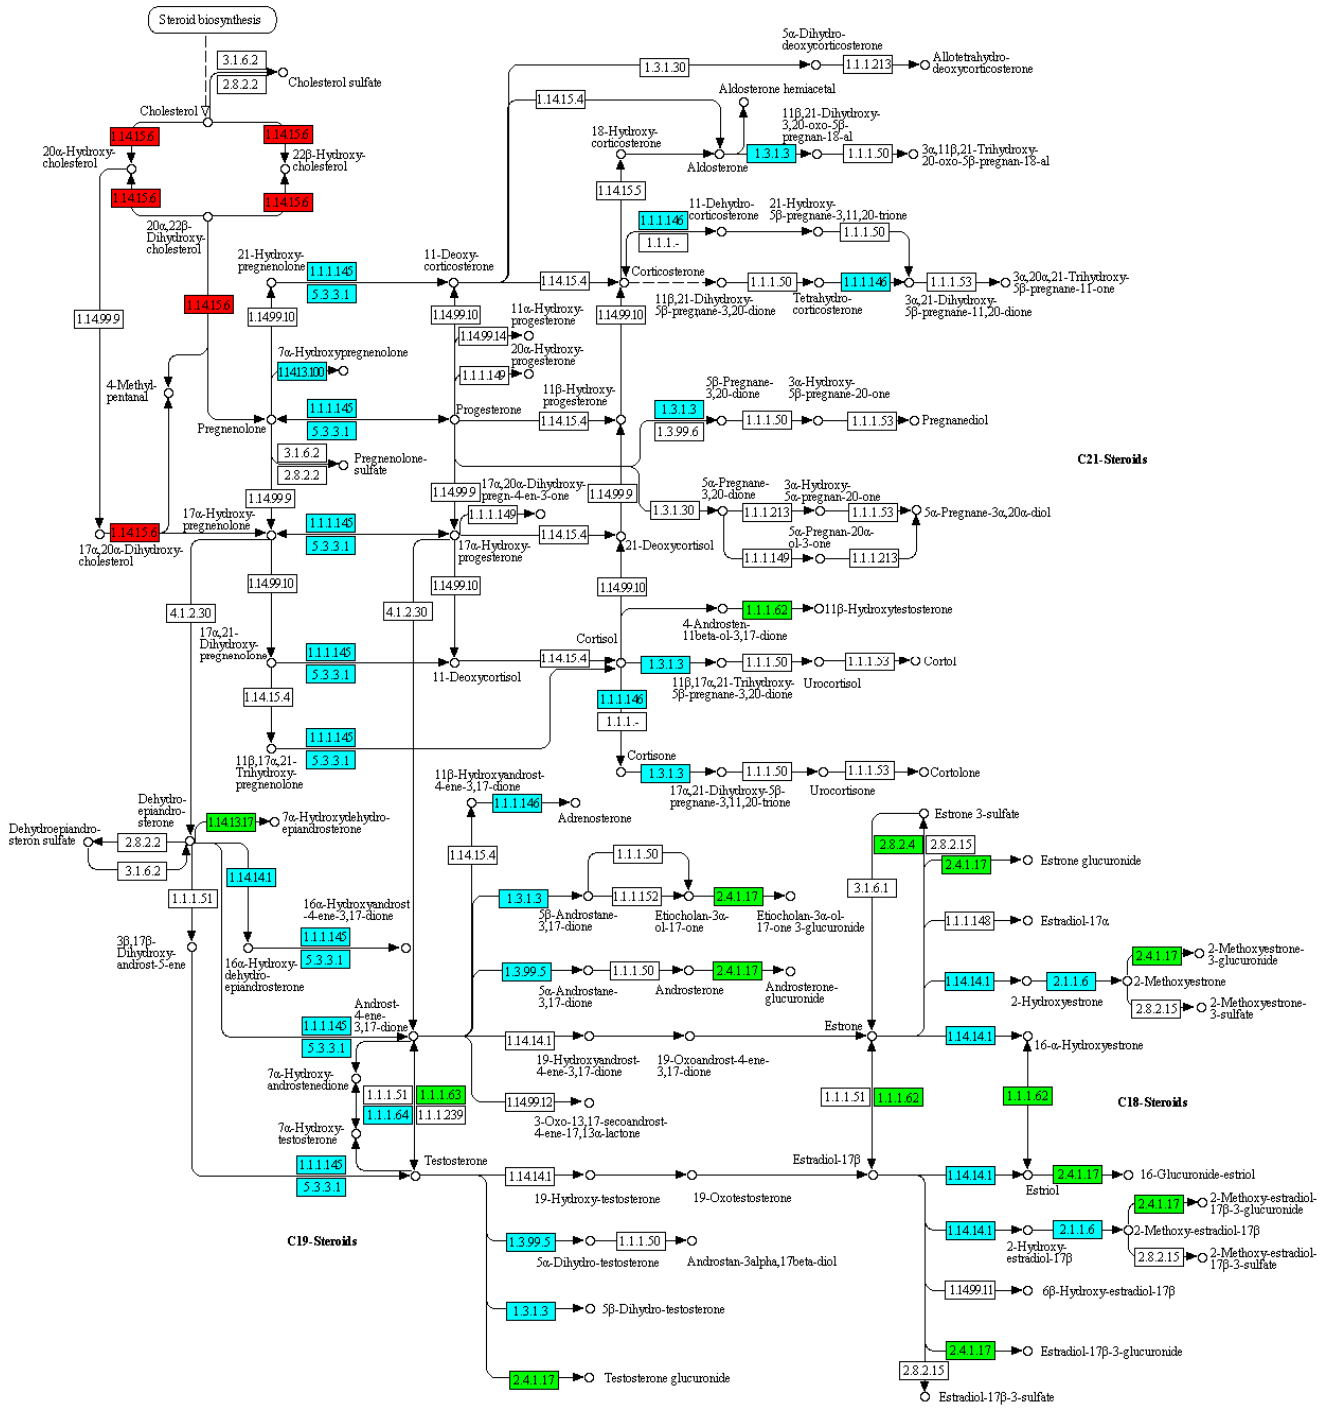 Steroid biosynthesis
3.1.6.2
2.8.2.2
Cholesterol sulfate
Cholesterol
1.14.15.6
1.14.15.6
20α-Hydroxy-
cholesterol
22β-Hydroxy-
cholesterol
1.14.15.6
1.14.15.6
20α,22β-
Dihydroxy-
cholesterol
1.14.15.6
1.14.99.9
4-Methyl-
pentanal
1.14.15.6
17α,20α-Dihydroxy-
cholesterol
5α-Dihydro-
deoxycorticosterone
1.3.1.30
1.1.1.213
Allotetrahydro-
deoxycorticosterone
1.14.15.4
Aldosterone hemiacetal
18-Hydroxy-
corticosterone
Aldosterone
11β,21-Dihydroxy-
3,20-oxo-5β-
pregnan-18-al
1.3.1.3
1.1.1.50
3α,11β,21-Trihydroxy-
20-oxo-5β-pregnan-18-al
1.14.15.5
1.1.1.146
1.1.1.-
11-Dehydro-
corticosterone
21-Hydroxy-
5β-pregnane-3,11,20-trione
1.1.1.50
21-Hydroxy-
pregnenolone
1.1.1.145
5.3.3.1
11-Deoxy-
corticosterone
1.14.15.4
Corticosterone
11β,21-Dihydroxy-
5β-pregnane-3,20-dione
1.1.1.50
Tetrahydro-
corticosterone
1.1.1.146
3α,21-Dihydroxy-
5β-pregnane-11,20-dione
1.1.1.53
3α,20α,21-Trihydroxy-
5β-pregnane-11-one
1.14.99.10
1.14.99.10
1.14.99.10
11α-Hydroxy-
progesterone
1.14.99.14
20α-Hydroxy-
progesterone
1.1.1.149
7α-Hydroxypregnenolone
1.14.13.100
11β-Hydroxy-
progesterone
Pregnenolone
1.1.1.145
5.3.3.1
Progesterone
1.14.15.4
1.3.1.3
1.3.99.6
5β-Pregnane-
3,20-dione
1.1.1.50
3α-Hydroxy-
5β-pregnan-20-one
1.1.1.53
Pregnanediol
3.1.6.2
2.8.2.2
Pregnenolone-
sulfate
C21-Steroids
1.14.99.9
1.14.99.9
1.14.99.9
17α,20α-Dihydroxy-
pregn-4-en-3-one
1.1.1.149
1.3.1.30
5α-Pregnane-
3,20-dione
1.1.1.213
3α-Hydroxy-
5α-pregnan-20-one
1.1.1.53
5α-Pregnane-3α,20α-diol
1.1.1.149
5α-Pregnan-20α-
ol-3-one
1.1.1.213
17α-Hydroxy-
pregnenolone
1.1.1.145
5.3.3.1
17α-Hydroxy-
progesterone
1.14.15.4
21-Deoxycortisol
1.14.99.10
1.14.99.10
1.14.99.10
4.1.2.30
4.1.2.30
4-Androsten-
11beta-ol-3,17-dione
1.1.1.62
11β-Hydroxytestosterone
17α,21-
Dihydroxy-
pregnenolone
1.1.1.145
5.3.3.1
11-Deoxycortisol
1.14.15.4
Cortisol
1.3.1.3
11β,17α,21-Trihydroxy-
5β-pregnane-3,20-dione
1.1.1.50
Urocortisol
1.1.1.53
Cortol
1.14.15.4
1.1.1.146
1.1.1.-
11β,17α,21-
Trihydroxy-
pregnenolone
1.1.1.145
5.3.3.1
Cortisone
1.3.1.3
17α,21-Dihydroxy-5β-
pregnane-3,11,20-trione
1.1.1.50
Urocortisone
1.1.1.53
Cortolone
11β-Hydroxyandrost-
4-ene-3,17-dione
1.1.1.146
Adrenosterone
Dehydro-
epiandro-
sterone
1.14.13.17
7α-Hydroxydehydro-
epiandrosterone
Dehydroepiandro-
steron sulfate
2.8.2.2
3.1.6.2
1.14.14.1
1.1.1.51
1.14.15.4
16α-Hydroxyandrost
-4-ene-3,17-dione
1.1.1.145
5.3.3.1
16α-Hydroxy-
dehydro-
epiandrosterone
3β,17β-
Dihydroxy-
androst-5-ene
1.3.1.3
5β-Androstane-
3,17-dione
1.1.1.50
1.1.1.152
Etiocholan-3α-
ol-17-one
2.4.1.17
Etiocholan-3α-ol-
17-one 3-glucuronide
1.3.99.5
5α-Androstane-
3,17-dione
1.1.1.50
Androsterone
2.4.1.17
Androsterone-
glucuronide
Estrone 3-sulfate
2.8.2.4
2.8.2.15
2.4.1.17
Estrone glucuronide
3.1.6.1
1.1.1.148
Estradiol-17α
1.14.14.1
2-Hydroxyestrone
2.1.1.6
2-Methoxyestrone
2.4.1.17
2-Methoxyestrone-
3-glucuronide
2.8.2.15
2-Methoxyestrone-
3-sulfate
Androst-
4-ene-
3,17-dione
1.1.1.145
5.3.3.1
1.14.14.1
19-Hydroxyandrost-
4-ene-3,17-dione
19-Oxoandrost-4-ene-
3,17-dione
Estrone
1.14.14.1
16-α-Hydroxyestrone
7α-Hydroxy-
androstenedione
1.1.1.51
1.1.1.63
1.1.1.64
1.1.1.239
1.14.99.12
3-Oxo-13,17-secoandrost-
4-ene-17,13α-lactone
1.1.1.51
1.1.1.62
1.1.1.62
C18-Steroids
7α-Hydroxy-
testosterone
Testosterone
1.1.1.145
5.3.3.1
1.14.14.1
19-Hydroxy-testosterone
19-Oxotestosterone
Estradiol-17β
1.14.14.1
Estriol
2.4.1.17
16-Glucuronide-estriol
C19-Steroids
1.3.99.5
5α-Dihydro-testosterone
1.1.1.50
Androstan-3alpha,17beta-diol
1.14.14.1
2-Hydroxy-
estradiol-17β
2.1.1.6
2-Methoxy-estradiol-17β
2.4.1.17
2-Methoxy-estradiol-
17β-3-glucuronide
2.8.2.15
2-Methoxy-estradiol-
17β-3-sulfate
1.3.1.3
5β-Dihydro-testosterone
1.14.99.11
6β-Hydroxy-estradiol-17β
2.4.1.17
Testosterone glucuronide
2.4.1.17
Estradiol-17β-3-glucuronide
2.8.2.15
Estradiol-17β-3-sulfate